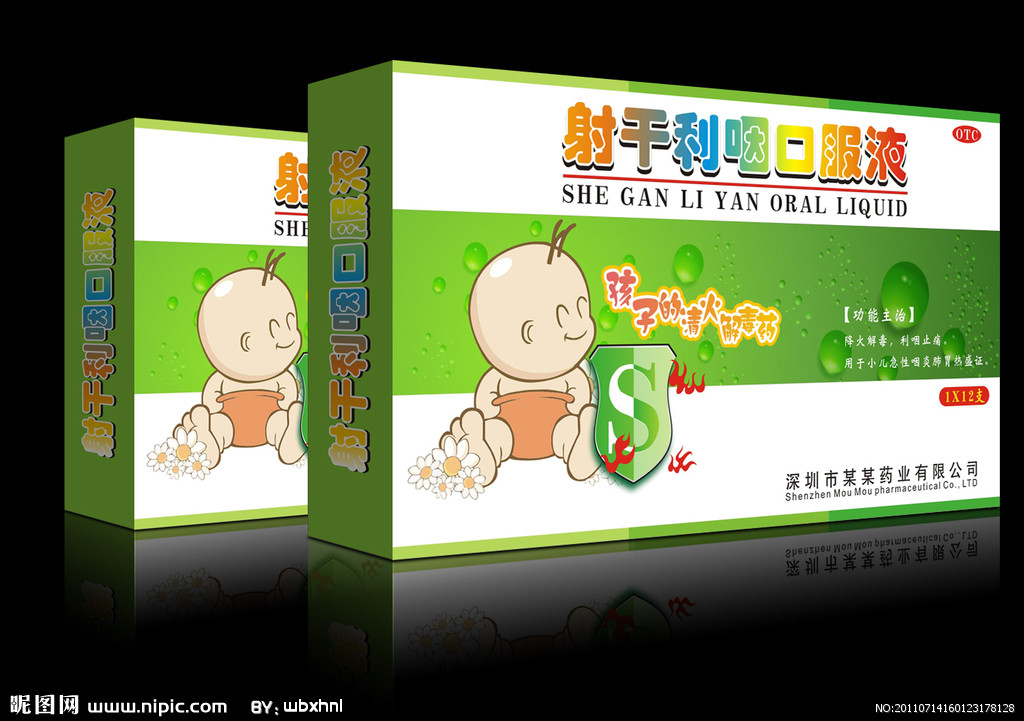 射干利咽口服液
OTC
SHE GAN LI YAN ORAL LIQUID
孩子的清火解毒药
【功能主治】
降火解毒,利咽止痛。
用于小儿急性咽炎肺胃热盛证。
1X12支
S
深圳市某某药业有限公司
Shenzhen Mou Mou pharmaceutical Co., LTD
射干利咽口服液
射干利咽口服液
射
SHE
昵图网 www.nipic.com BY: wbxhnl
NO:20110714160123178128